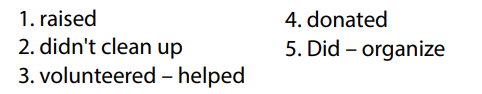 1. raised
2. didn't clean up
3. volunteered – helped
4. donated
5. Did – organize